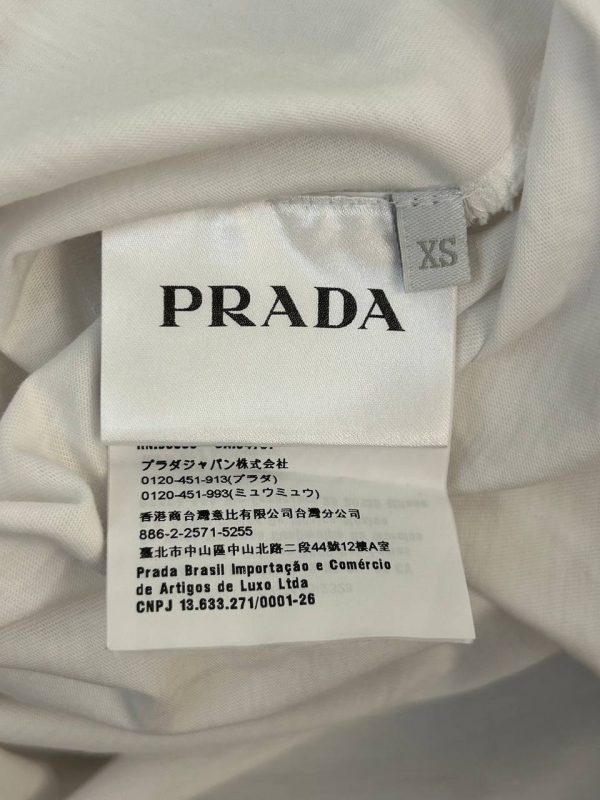 XS
PRADA
プラダジャパン株式会社
0120-451-913(プラダ)
0120-451-993(ミュウミュウ)
香港商台灣意比有限公司台灣分公司
886-2-2571-5255
臺北市中山區中山北路二段44號12樓A室
Prada Brasil Importação e Comércio
de Artigos de Luxo Ltda
CNPJ 13.633.271/0001-26